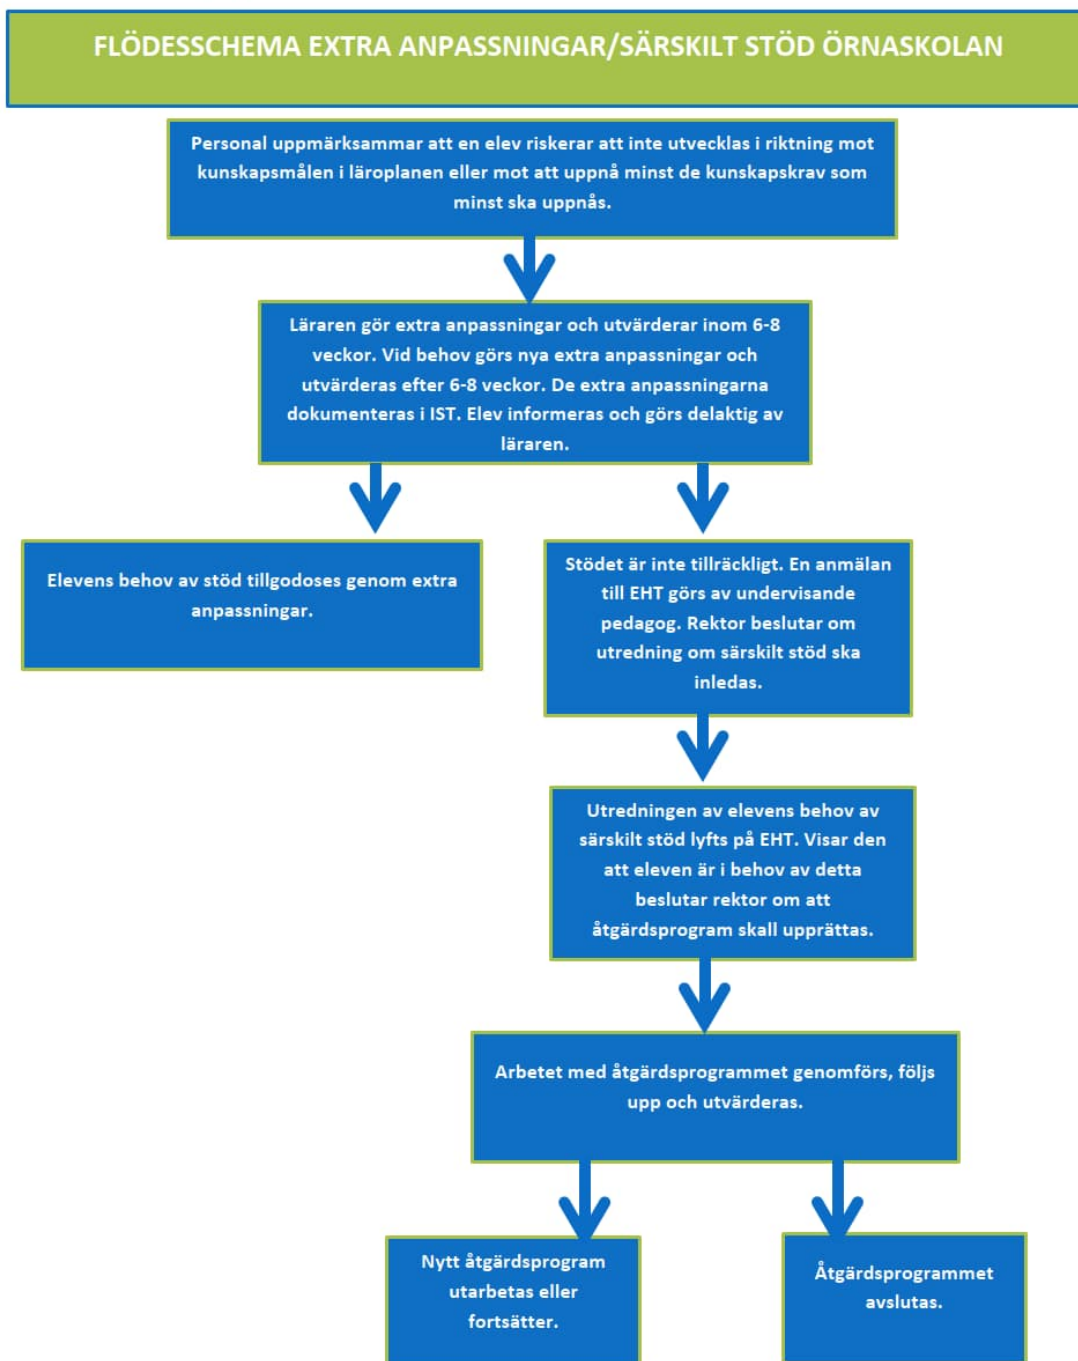 FLÖDESSCHEMA EXTRA ANPASSNINGAR/SÄRSKILT STÖD ÖRNASKOLAN
Personal uppmärksammar att en elev riskerar att inte utvecklas i riktning mot
kunskapsmålen i läroplanen eller mot att uppnå minst de kunskapskrav som
minst ska uppnås.
Läraren gör extra anpassningar och utvärderar inom 6-8
veckor. Vid behov görs nya extra anpassningar och
utvärderas efter 6-8 veckor. De extra anpassningarna
dokumenteras i IST. Elev informeras och görs delaktig av
läraren.
Elevens behov av stöd tillgodoses genom extra
anpassningar.
Stödet är inte tillräckligt. En anmälan
till EHT görs av undervisande
pedagog. Rektor beslutar om
utredning om särskilt stöd ska
inledas.
Utredningen av elevens behov av
särskilt stöd lyfts på EHT. Visar den
att eleven är i behov av detta
beslutar rektor om att
åtgärdsprogram skall upprättas.
Arbetet med åtgärdsprogrammet genomförs, följs
upp och utvärderas.
Nytt åtgärdsprogram
utarbetas eller
fortsätter.
Åtgärdsprogrammet
avslutas.